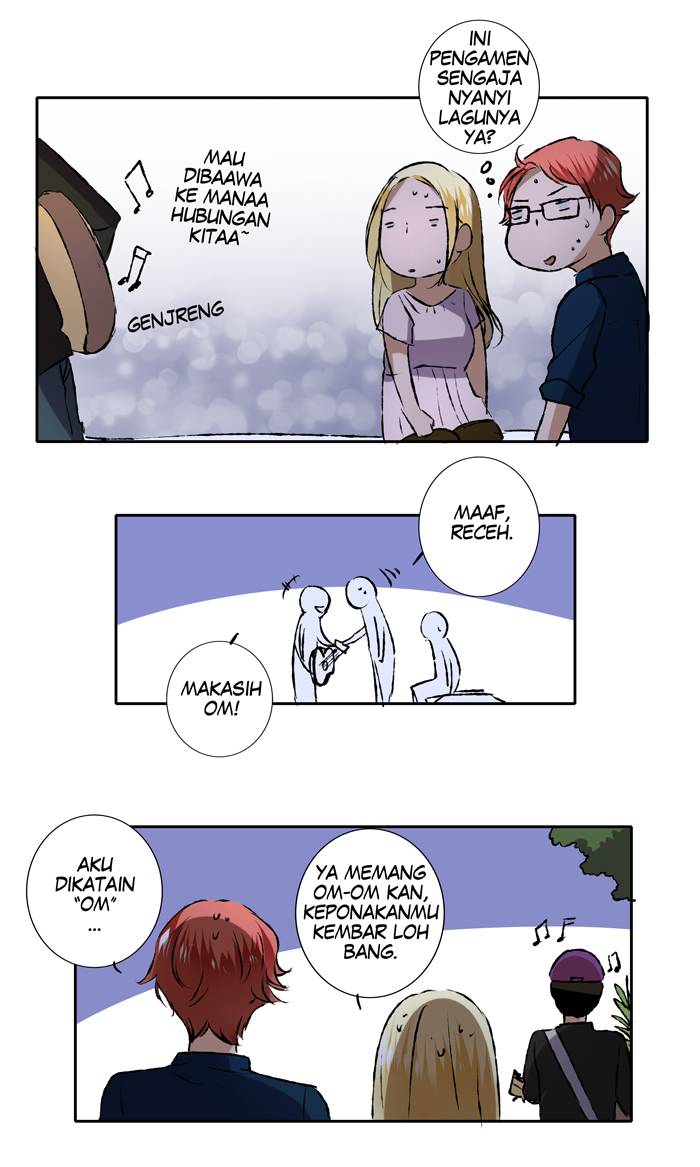 INI
PENGAMEN
SENGAJA
NYANYI
LAGUNYA
YA?
MAU
DIBAAWA
KE MANAA
HUBUNGAN
KITAA~
GENJRENG
MAAF,
RECEH.
MAKASIH
OM!
AKU
DIKATAIN
"OM"
...
YA MEMANG
OM-OM KAN,
KEPONAKANMU
KEMBAR LOH
BANG.